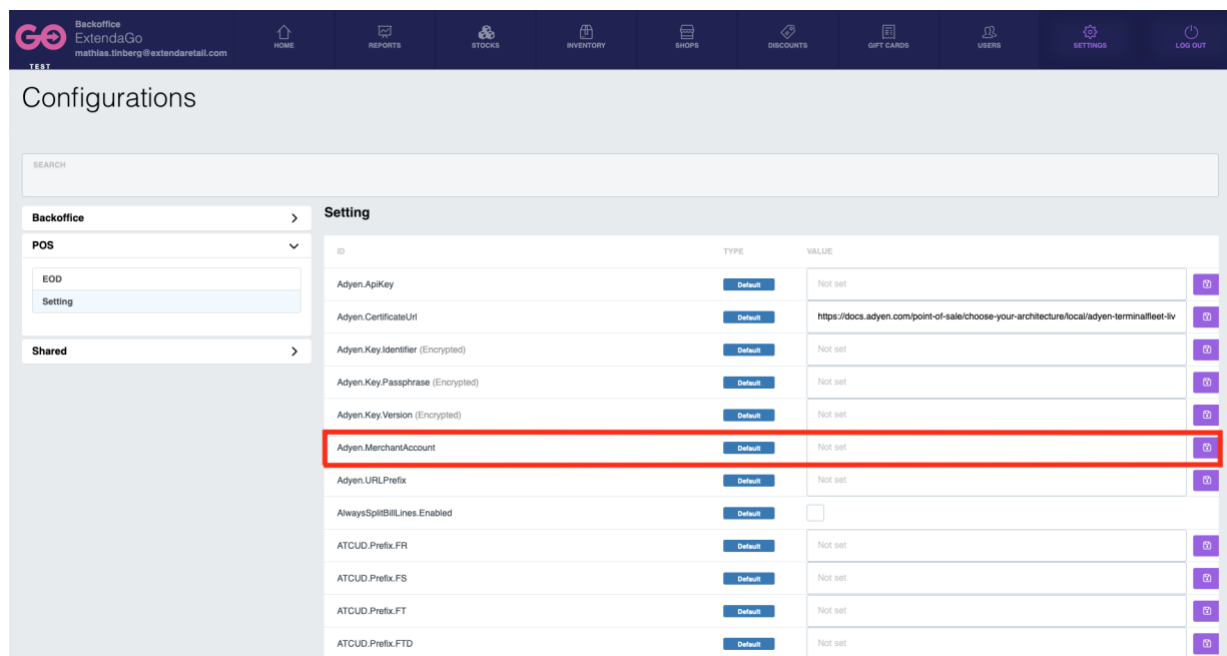 GO
Backoffice
ExtendaGo
mathias.tinberg@extendaretail.com
TEST
HOME
REPORTS
STOCKS
INVENTORY
SHOPS
DISCOUNTS
GIFT CARDS
USERS
SETTINGS
LOG OUT
Configurations
SEARCH
Backoffice
POS
EOD
Setting
Shared
Setting
ID TYPE VALUE
Adyen.ApiKey Default Not set
Adyen.CertificateUrl Default https://docs.adyen.com/point-of-sale/choose-your-architecture/local/adyen-terminalfleet-liv
Adyen.Key.Identifier (Encrypted) Default Not set
Adyen.Key.Passphrase (Encrypted) Default Not set
Adyen.Key.Version (Encrypted) Default Not set
Adyen.MerchantAccount Default Not set
Adyen.URLPrefix Default Not set
AlwaysSplitBillLines.Enabled Default
ATCUD.Prefix.FR Default Not set
ATCUD.Prefix.FS Default Not set
ATCUD.Prefix.FT Default Not set
ATCUD.Prefix.FTD Default Not set